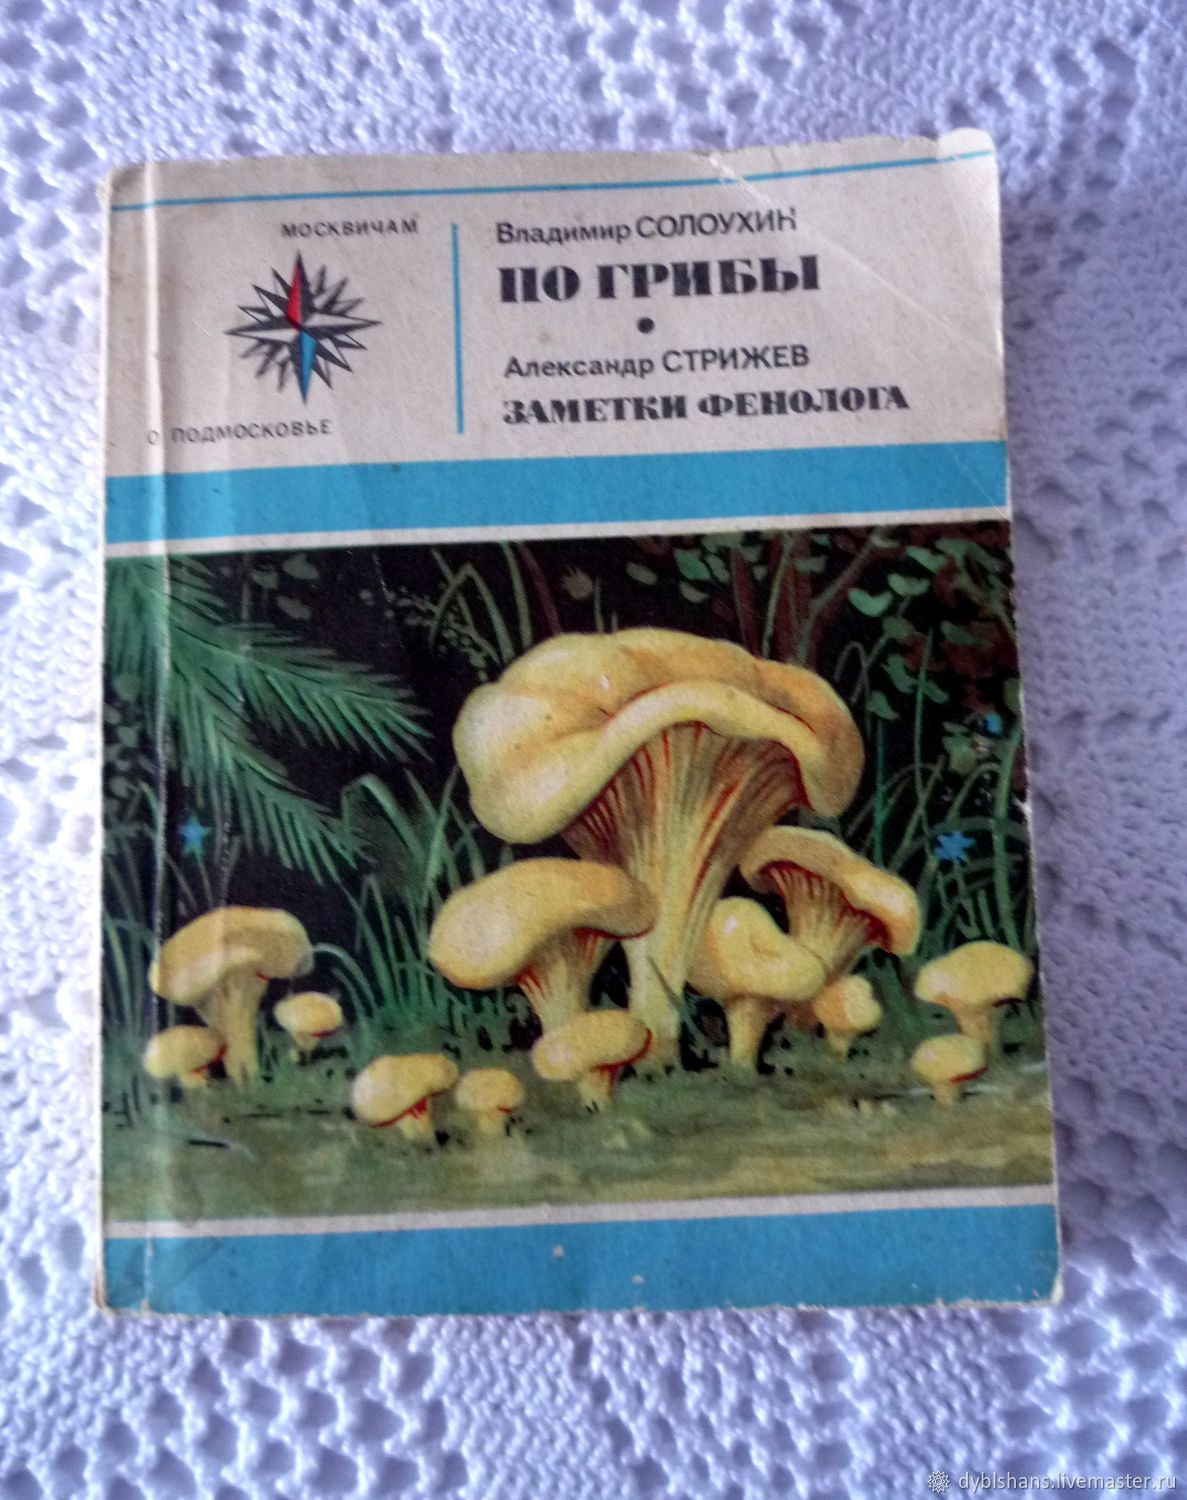 МОСКВИЧАМ
О ПОДМОСКОВЬЕ
Владимир СОЛОУХИН
ПО ГРИБЫ
•
Александр СТРИЖЕВ
ЗАМЕТКИ ФЕНОЛОГА
dyblshans.livemaster.ru